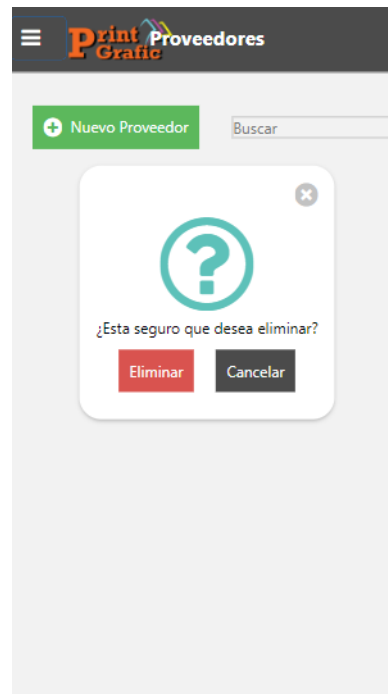 Print
Grafic
Proveedores
Nuevo Proveedor
Buscar
?
¿Esta seguro que desea eliminar?
Eliminar
Cancelar